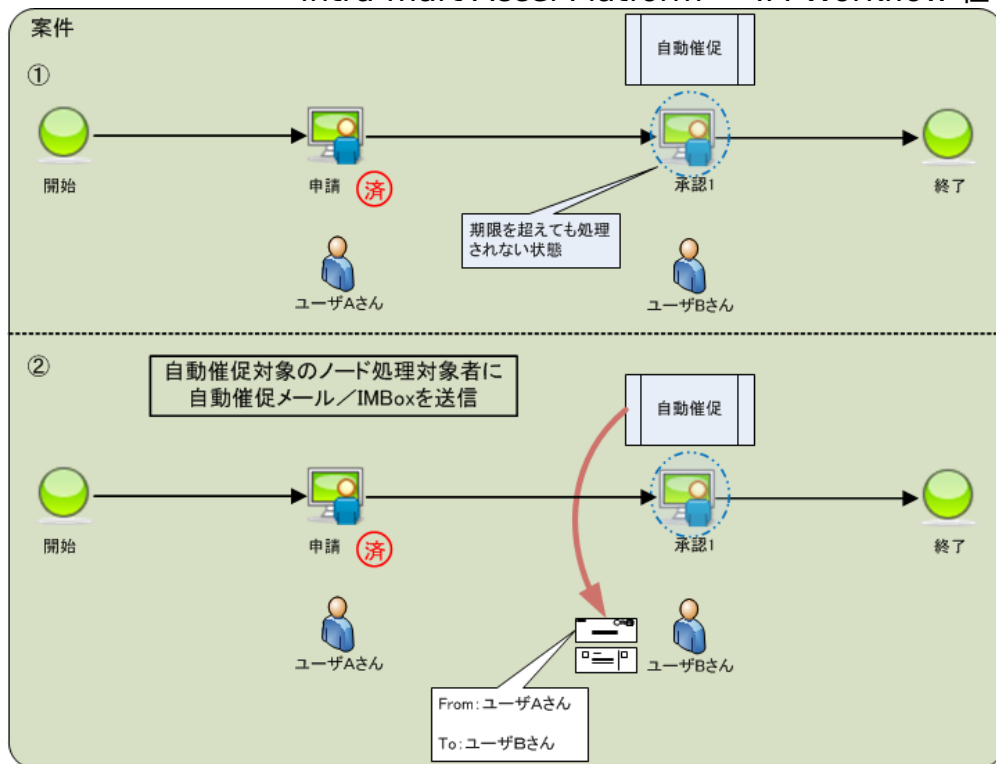 案件
①
自動催促
開始
申請
済
承認1
終了
期限を超えても処理
されない状態
ユーザAさん
ユーザBさん
②
自動催促対象のノード処理対象者に
自動催促メール／IMBoxを送信
自動催促
開始
申請
済
承認1
終了
ユーザAさん
ユーザBさん
From：ユーザAさん
To：ユーザBさん